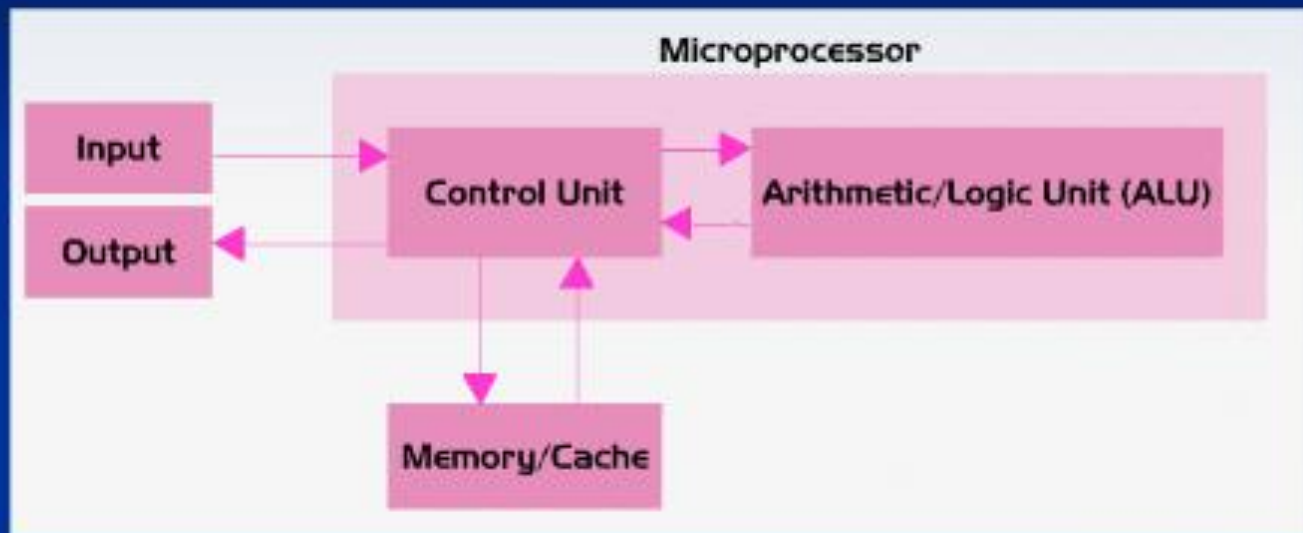 Microprocessor
Input
Control Unit
Arithmetic/Logic Unit (ALU)
Output
Memory/Cache